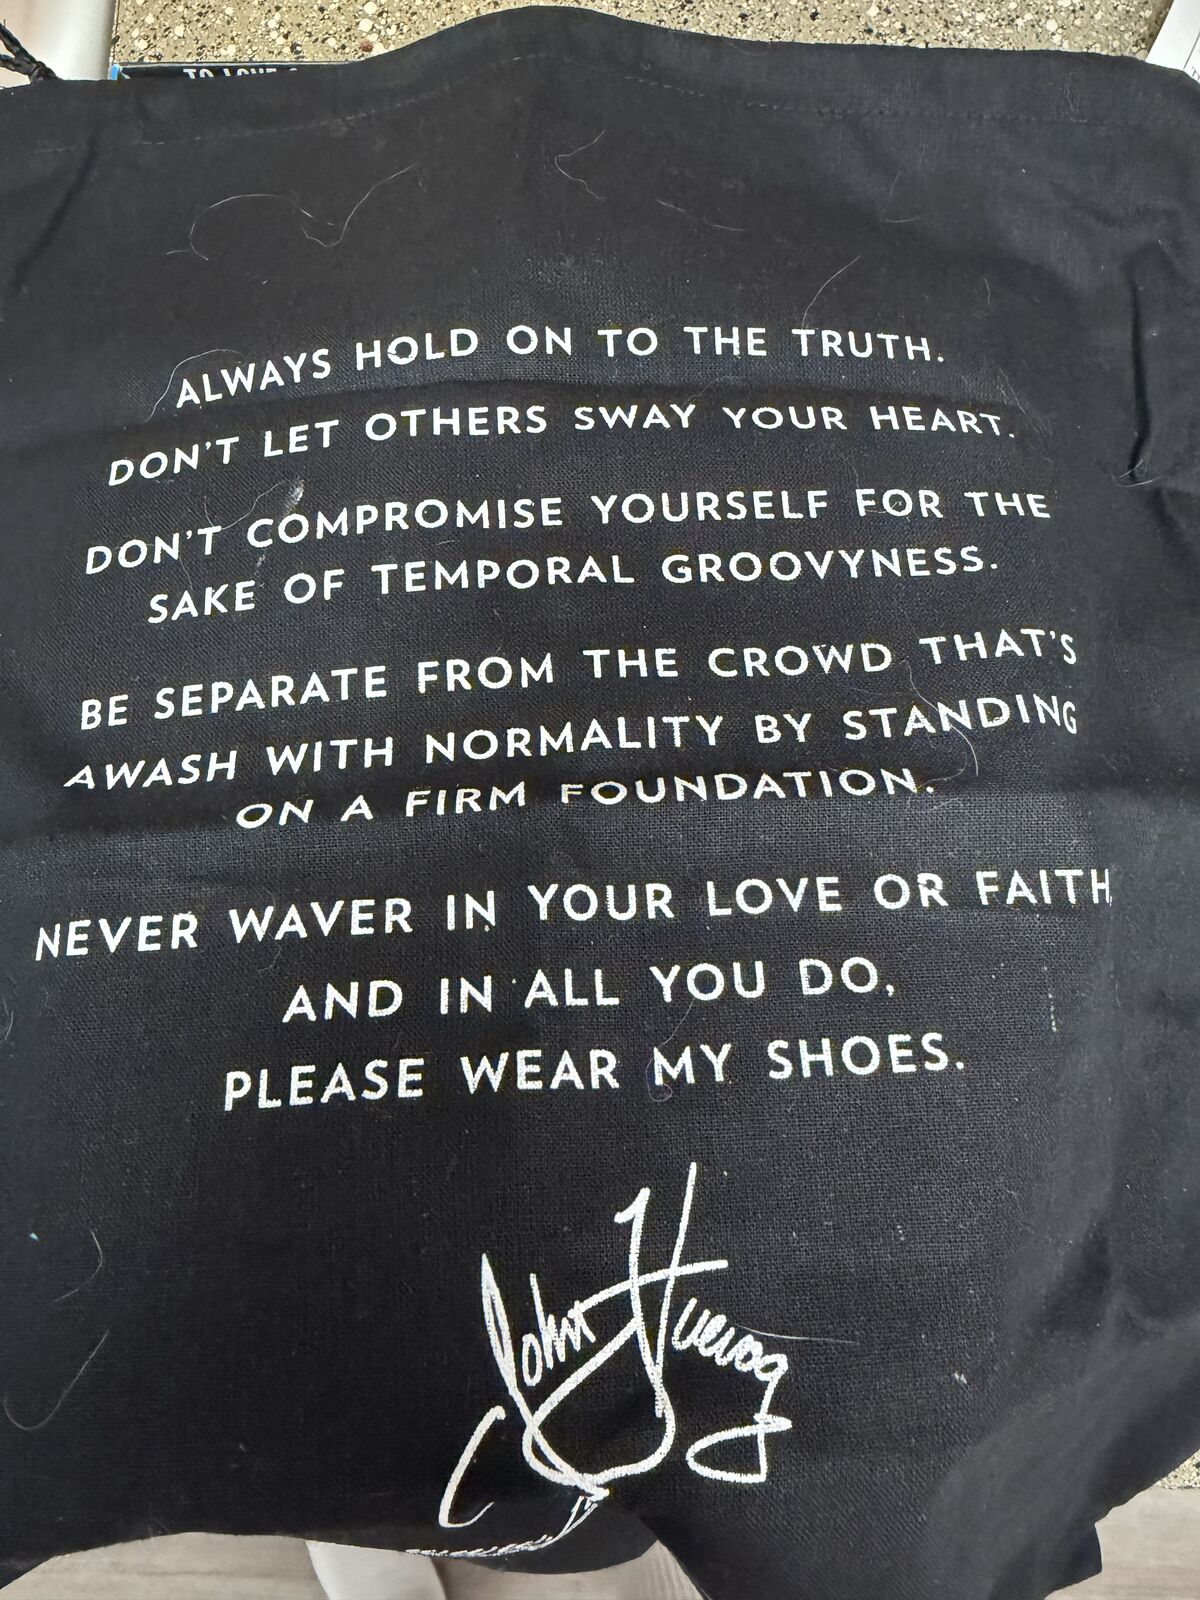 TO LOVE
ALWAYS HOLD ON TO THE TRUTH.
DON'T LET OTHERS SWAY YOUR HEART.
DON'T COMPROMISE YOURSELF FOR THE
SAKE OF TEMPORAL GROOVYNESS.
BE SEPARATE FROM THE CROWD THAT'S
AWASH WITH NORMALITY BY STANDING
ON A FIRM FOUNDATION.
NEVER WAVER IN YOUR LOVE OR FAITH
AND IN ALL YOU DO,
PLEASE WEAR MY SHOES.
John Fluevog